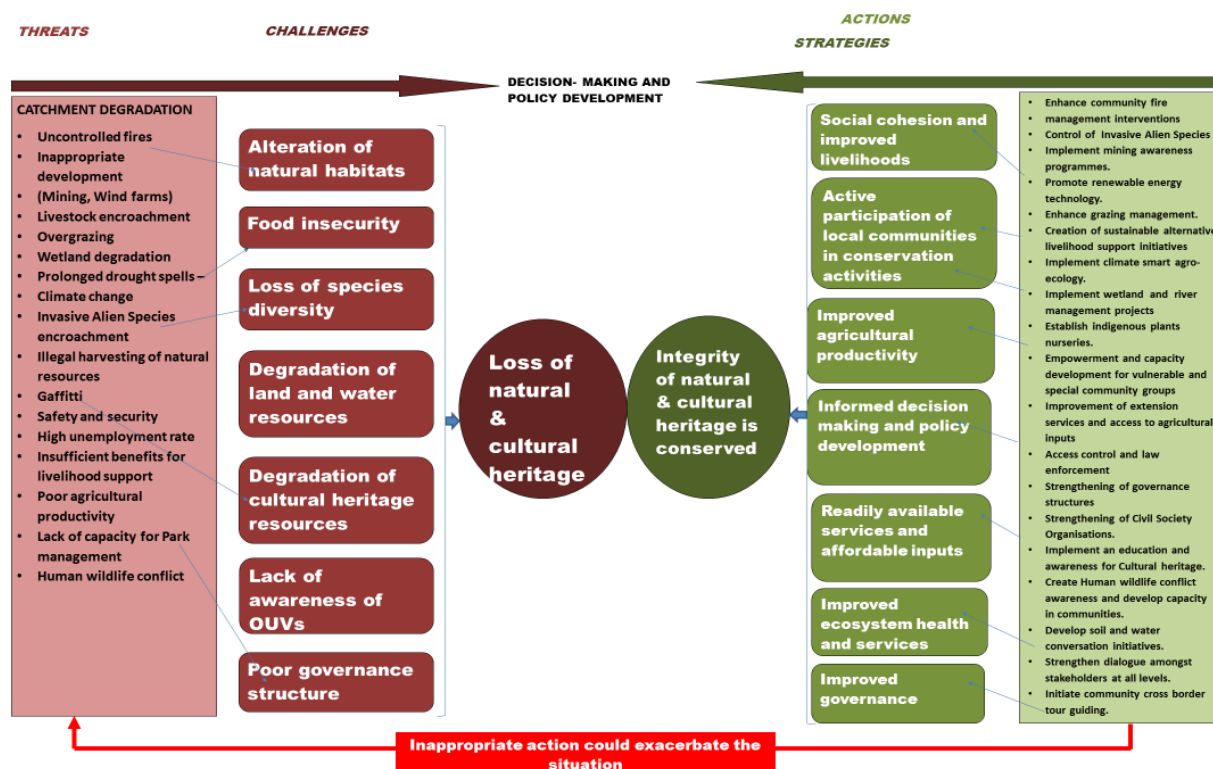 THREATS
CHALLENGES
ACTIONS
STRATEGIES
DECISION- MAKING AND
POLICY DEVELOPMENT
CATCHMENT DEGRADATION
• Uncontrolled fires
• Inappropriate
development
• (Mining, Wind farms)
• Livestock encroachment
• Overgrazing
• Wetland degradation
• Prolonged drought spells –
• Climate change
• Invasive Alien Species
encroachment
• Illegal harvesting of natural
resources
• Gaffitti
• Safety and security
• High unemployment rate
• Insufficient benefits for
livelihood support
• Poor agricultural
productivity
• Lack of capacity for Park
management
• Human wildlife conflict
Alteration of
natural habitats
Food insecurity
Loss of species
diversity
Degradation of
land and water
resources
Degradation of
cultural heritage
resources
Lack of
awareness of
OUVs
Poor governance
structure
Loss of
natural
&
cultural
heritage
Integrity
of natural
& cultural
heritage is
conserved
Social cohesion and
improved
livelihoods
Active
participation of
local communities
in conservation
activities
Improved
agricultural
productivity
Informed decision
making and policy
development
Readily available
services and
affordable inputs
Improved
ecosystem health
and services
Improved
governance
• Enhance community fire
• management interventions
• Control of Invasive Alien Species
• Implement mining awareness
programmes.
• Promote renewable energy
technology.
• Enhance grazing management.
• Creation of sustainable alternative
livelihood support initiatives
• Implement climate smart agro-
ecology.
• Implement wetland and river
management projects
• Establish indigenous plants
nurseries.
• Empowerment and capacity
development for vulnerable and
special community groups
• Improvement of extension
services and access to agricultural
inputs
• Access control and law
enforcement
• Strengthening of governance
structures
• Strengthening of Civil Society
Organisations.
• Implement an education and
awareness for Cultural heritage.
• Create Human wildlife conflict
awareness and develop capacity
in communities.
• Develop soil and water
conversation initiatives.
• Strengthen dialogue amongst
stakeholders at all levels.
• Initiate community cross border
tour guiding.
Inappropriate action could exacerbate the
situation